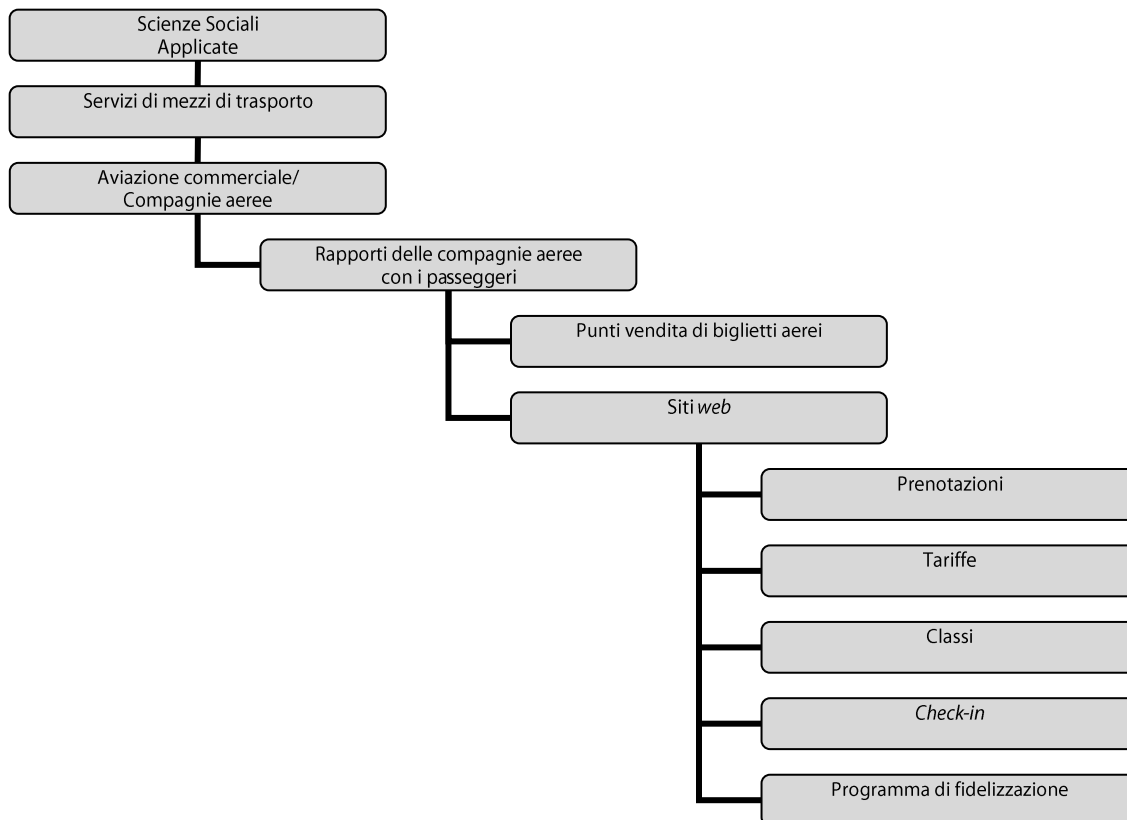 Scienze Sociali
Applicate
Servizi di mezzi di trasporto
Aviazione commerciale/
Compagnie aeree
Rapporti delle compagnie aeree
con i passeggeri
Punti vendita di biglietti aerei
Siti web
Prenotazioni
Tariffe
Classi
Check-in
Programma di fidelizzazione